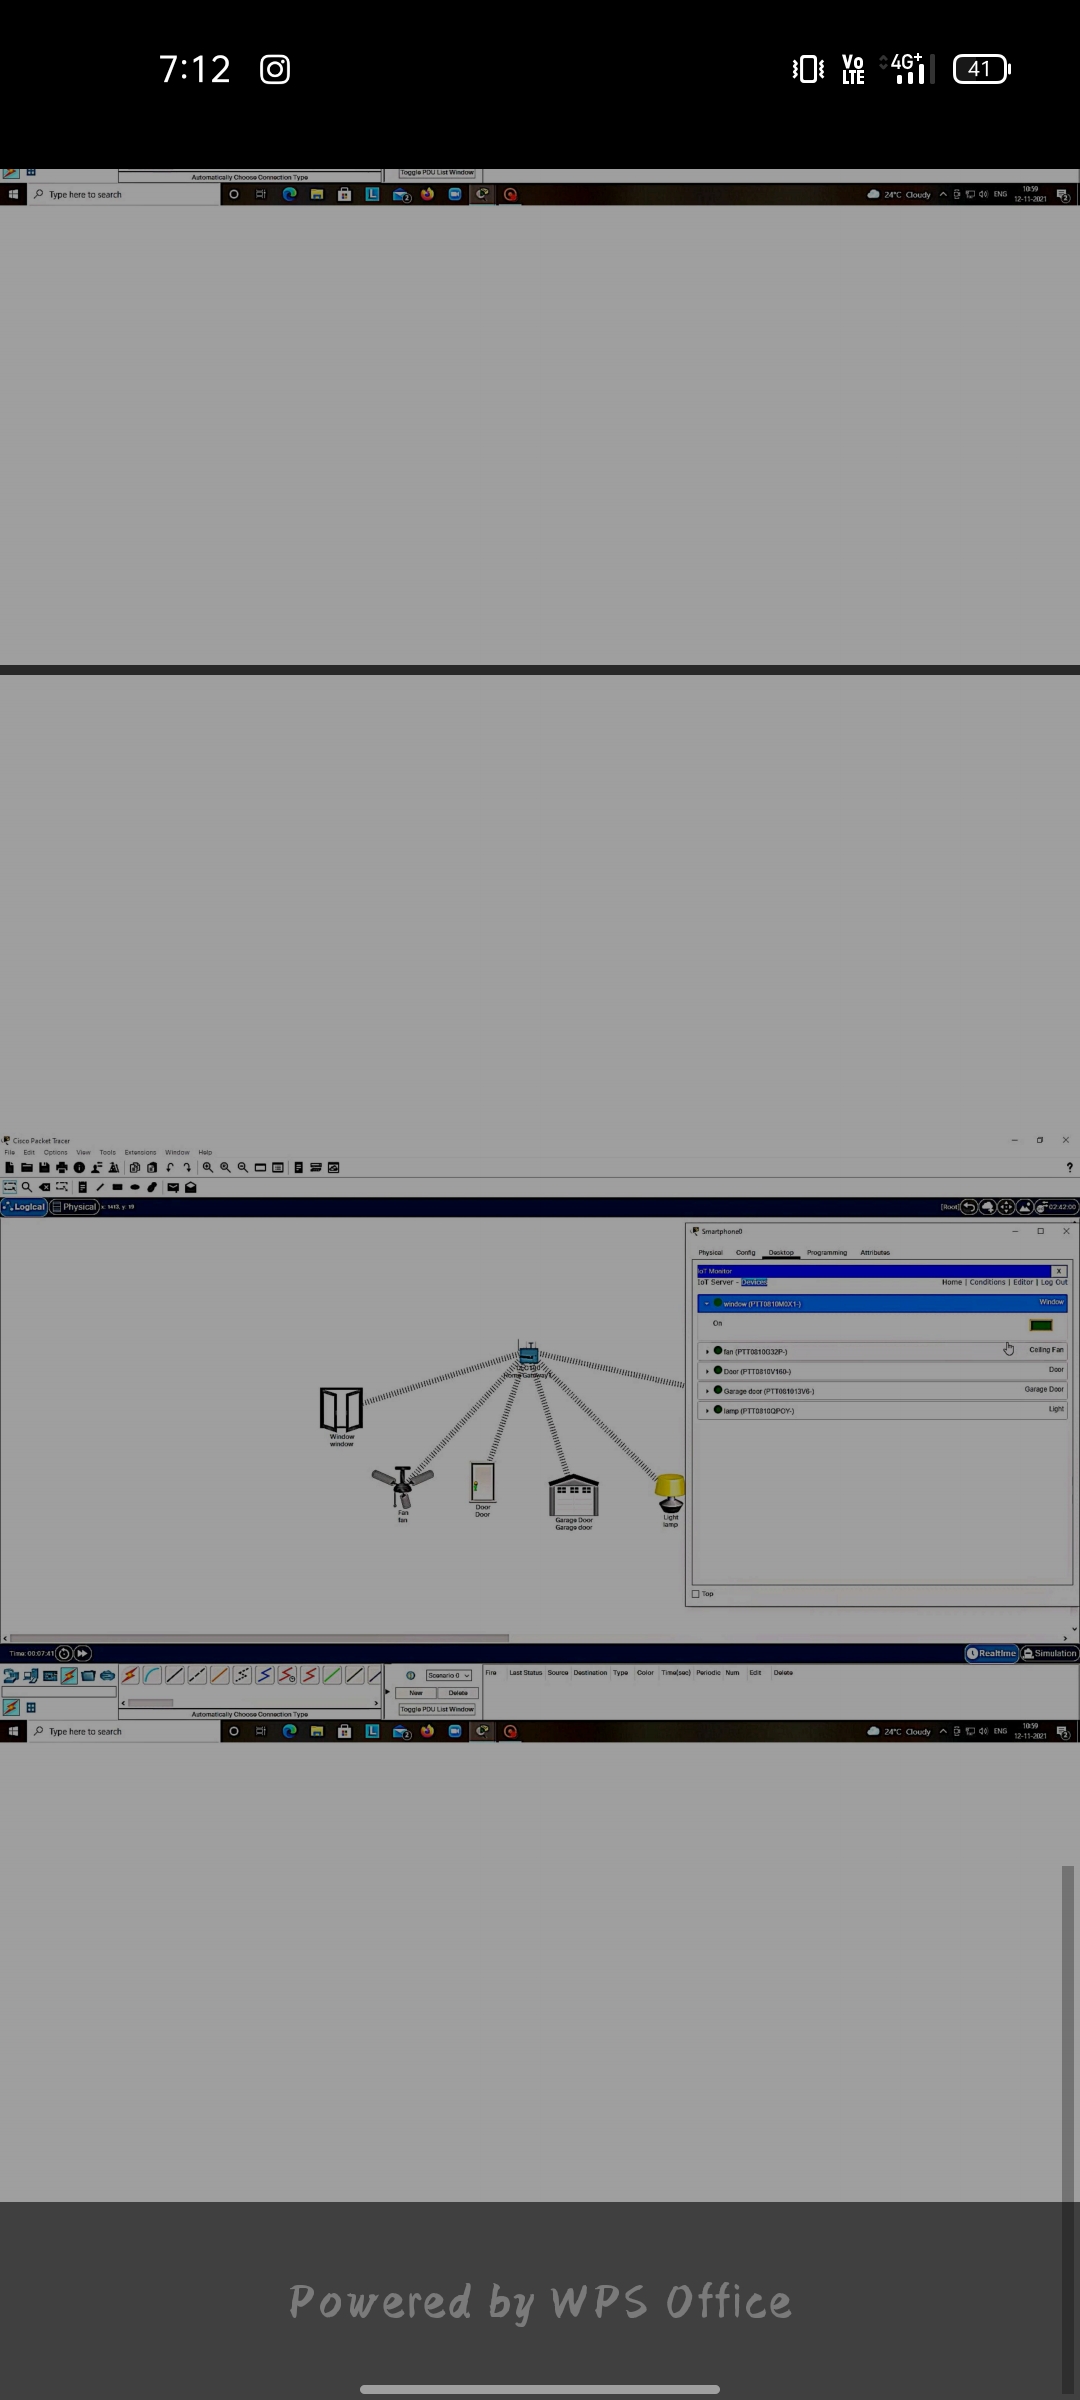 7:12
Vo LTE 4G+ 41
Automatically Choose Connection Type
Toggle PDU List Window
Type here to search
24°C Cloudy
ENG
10:59
12-11-2021
Cisco Packet Tracer
File Edit Options View Tools Extensions Window Help
Logical Physical x: 1413, y: 19
[Root] 02:42:00
Smartphone0
Physical Config Desktop Programming Attributes
IoT Monitor X
IoT Server - Devices
Home | Conditions | Editor | Log Out
window (PTT0810M0X1-) Window
On
fan (PTT0810G32P-) Ceiling Fan
Door (PTT0810V160-) Door
Garage door (PTT081013V6-) Garage Door
lamp (PTT0810QPOY-) Light
Window
window
Fan
fan
Door
Door
Garage Door
Garage door
Light
lamp
Top
Time: 00:07:41
Realtime Simulation
Scenario 0
New Delete
Toggle PDU List Window
Fire Last Status Source Destination Type Color Time(sec) Periodic Num Edit Delete
Automatically Choose Connection Type
Type here to search
24°C Cloudy
ENG
10:59
12-11-2021
Powered by WPS Office